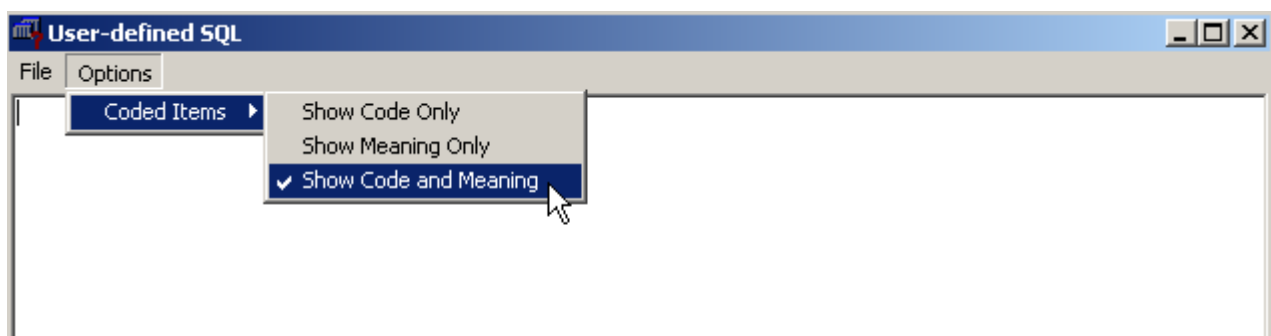 User-defined SQL
File Options
Coded Items Show Code Only
Show Meaning Only
Show Code and Meaning